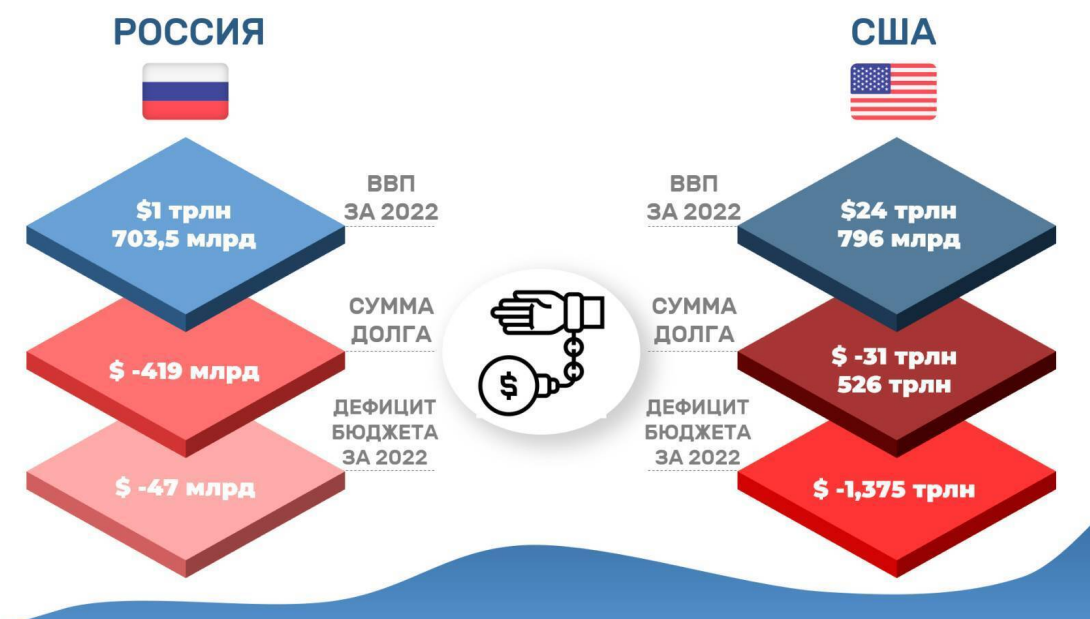 РОССИЯ
$1 трлн
703,5 млрд
ВВП
ЗА 2022
$ -419 млрд
СУММА
ДОЛГА
$ -47 млрд
ДЕФИЦИТ
БЮДЖЕТА
ЗА 2022
$
США
ВВП
ЗА 2022
$24 трлн
796 млрд
СУММА
ДОЛГА
$ -31 трлн
526 трлн
ДЕФИЦИТ
БЮДЖЕТА
ЗА 2022
$ -1,375 трлн